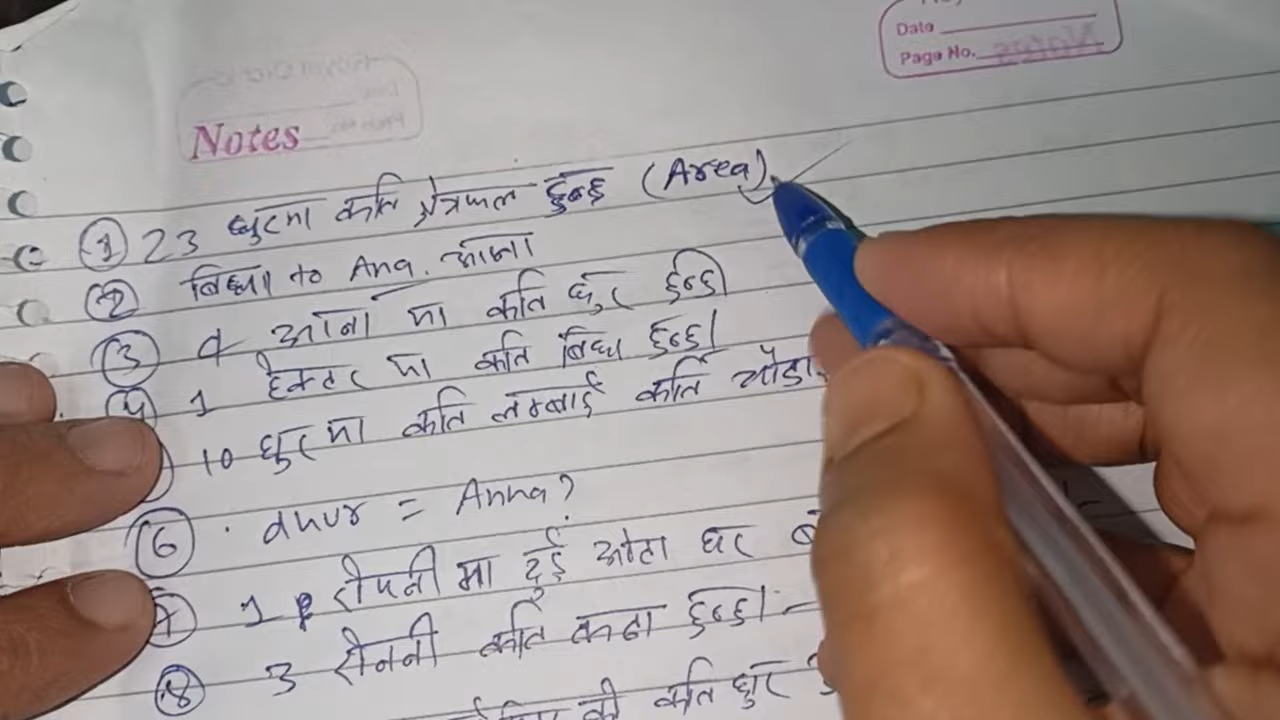 Date
Page No.
Notes
① 23 धुरमा कति क्षेत्रफल हुन्छ (Area)
② बिघा to Ana. आना
③ 4 आना मा कति धुर हुन्छ
④ 1 हेक्टर मा कति बिघा हुन्छ।
10 धुर मा कति लम्बाई कति चौडा
⑥ . dhur = Anna?
⑦ 1 रोपनी मा दुई ओटा घर
⑧ 3 रोपनी कति कठ्ठा हुन्छ। —
की कति धुर